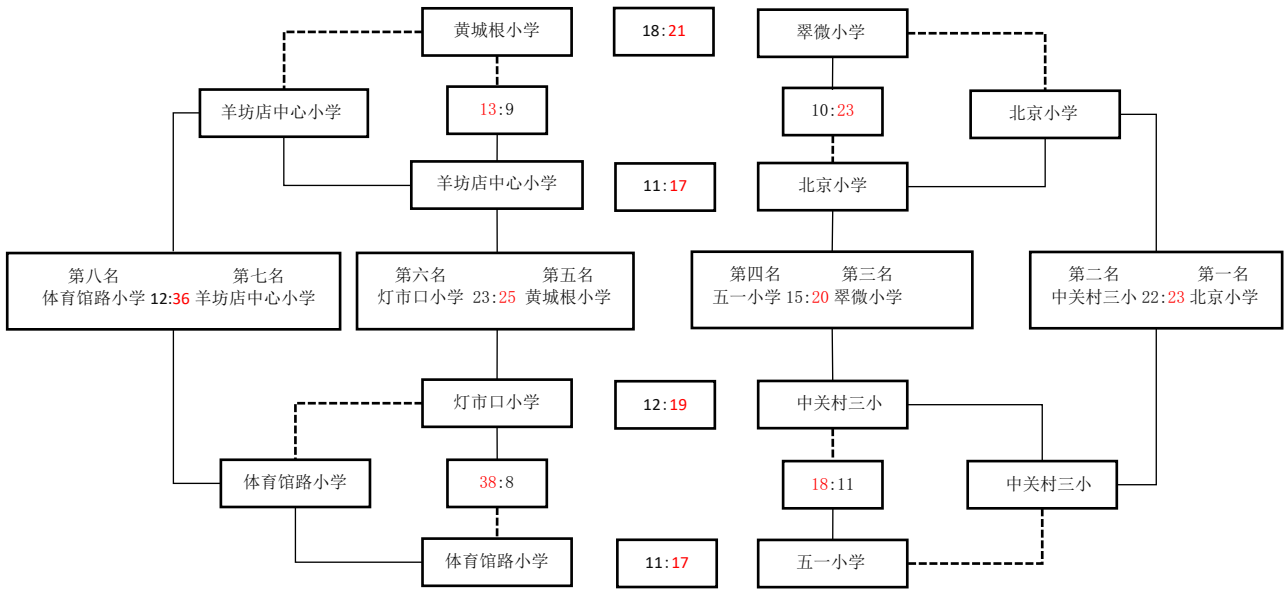 黄城根小学 18:21 翠微小学
羊坊店中心小学 13:9 10:23 北京小学
羊坊店中心小学 11:17 北京小学
第八名 第七名 第六名 第五名 第四名 第三名 第二名 第一名
体育馆路小学 12:36 羊坊店中心小学 灯市口小学 23:25 黄城根小学 五一小学 15:20 翠微小学 中关村三小 22:23 北京小学
灯市口小学 12:19 中关村三小
体育馆路小学 38:8 18:11 中关村三小
体育馆路小学 11:17 五一小学